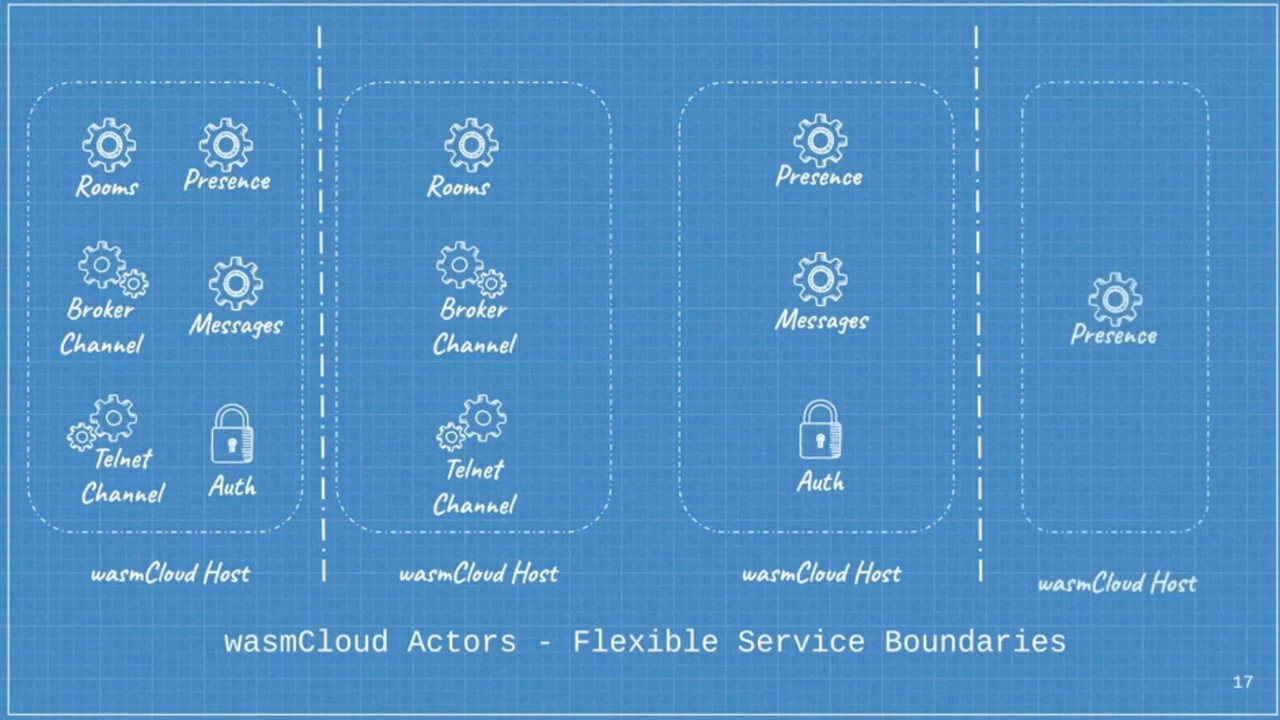 Rooms
Presence
Broker
Channel
Messages
Telnet
Channel
Auth
wasmCloud Host
Rooms
Broker
Channel
Telnet
Channel
wasmCloud Host
Presence
Messages
Auth
wasmCloud Host
Presence
wasmCloud Host
wasmCloud Actors - Flexible Service Boundaries
17